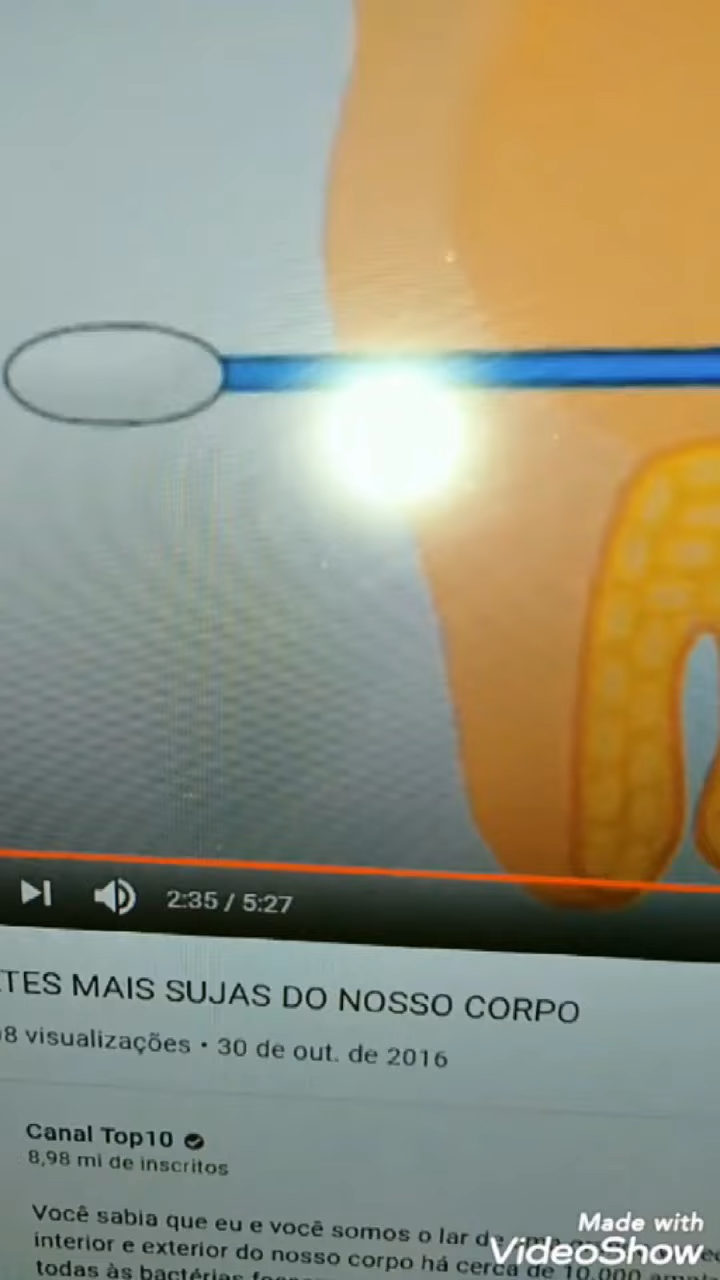 2:35 / 5:27
TES MAIS SUJAS DO NOSSO CORPO
8 visualizações • 30 de out. de 2016
Canal Top10
8,98 mi de inscritos
Você sabia que eu e você somos o lar de
interior e exterior do nosso corpo há cerca de 10.000
todas às bactérias
Made with
VideoShow